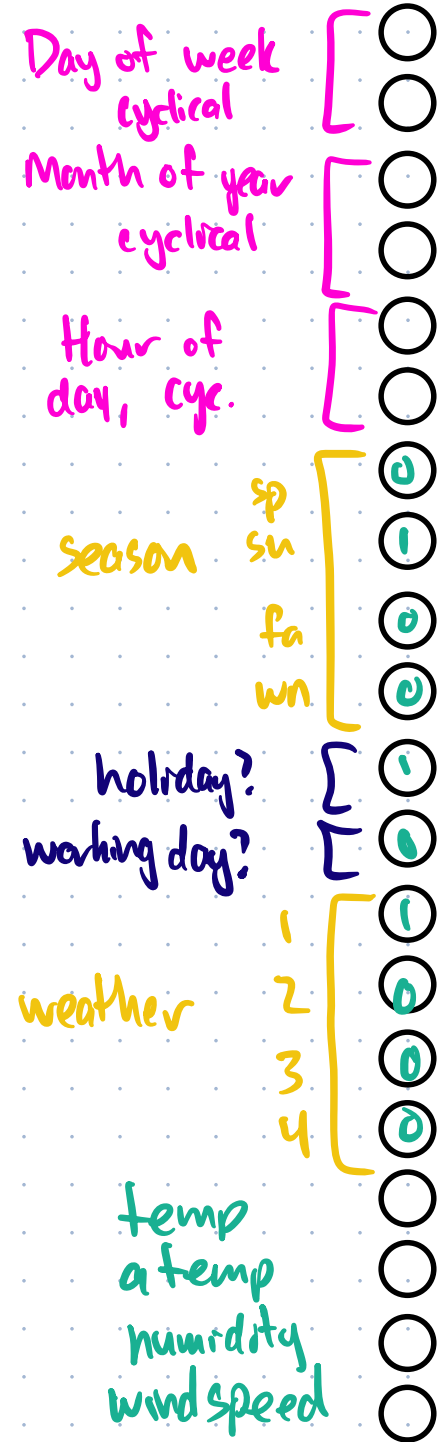 Day of week
cyclical
Month of year
cyclical
Hour of
day, cyc.
sp 0
season su 1
fa 0
wn 0
holiday? 1
working day? 0
1 1
weather 2 0
3 0
4 0
temp
atemp
humidity
windspeed